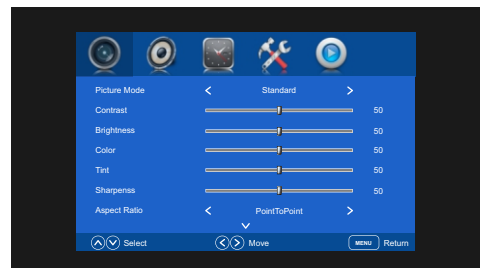 Picture Mode < Standard >
Contrast 50
Brightness 50
Color 50
Tint 50
Sharpenss 50
Aspect Ratio < PointToPoint >
Select Move MENU Return